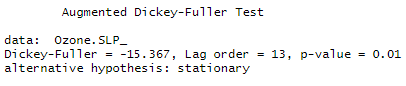 Augmented Dickey-Fuller Test
data:  Ozone.SLP_
Dickey-Fuller = -15.367, Lag order = 13, p-value = 0.01
alternative hypothesis: stationary